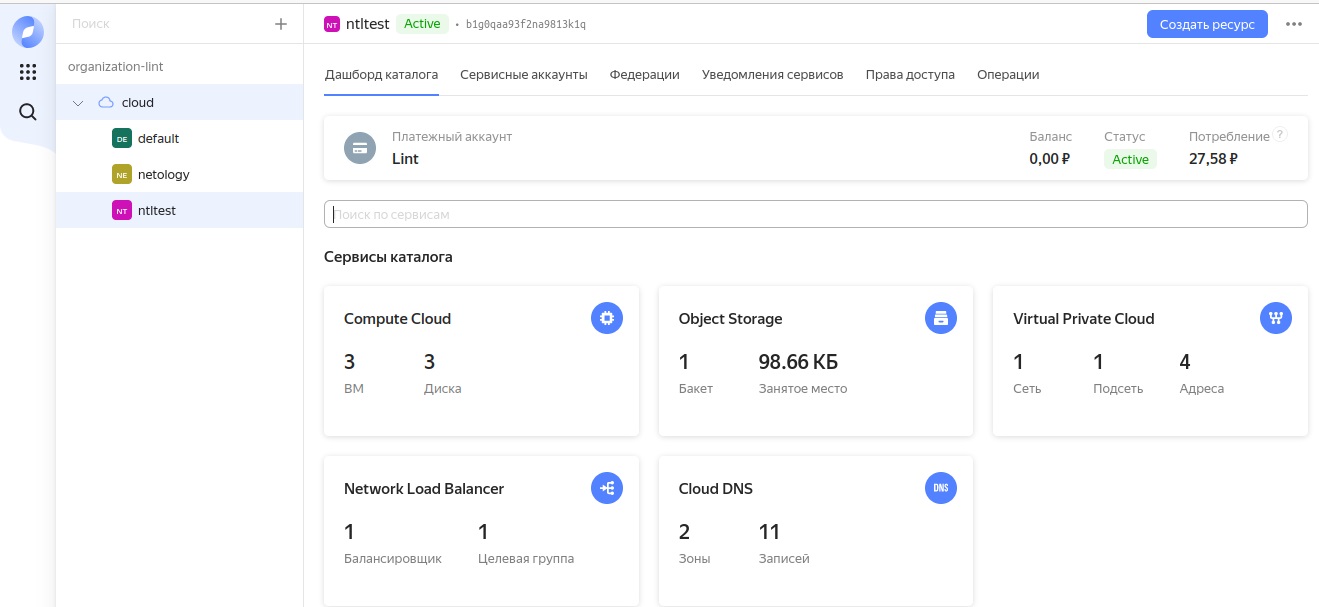 Поиск
organization-lint
cloud
DE default
NE netology
NT ntltest
NT ntltest Active • b1g0qaa93f2na9813k1q
Создать ресурс
Дашборд каталога Сервисные аккаунты Федерации Уведомления сервисов Права доступа Операции
Платежный аккаунт Баланс Статус Потребление ?
Lint 0,00 ₽ Active 27,58 ₽
Поиск по сервисам
Сервисы каталога
Compute Cloud
3 3
ВМ Диска
Object Storage
1 98.66 КБ
Бакет Занятое место
Virtual Private Cloud
1 1 4
Сеть Подсеть Адреса
Network Load Balancer
1 1
Балансировщик Целевая группа
Cloud DNS DNS
2 11
Зоны Записей